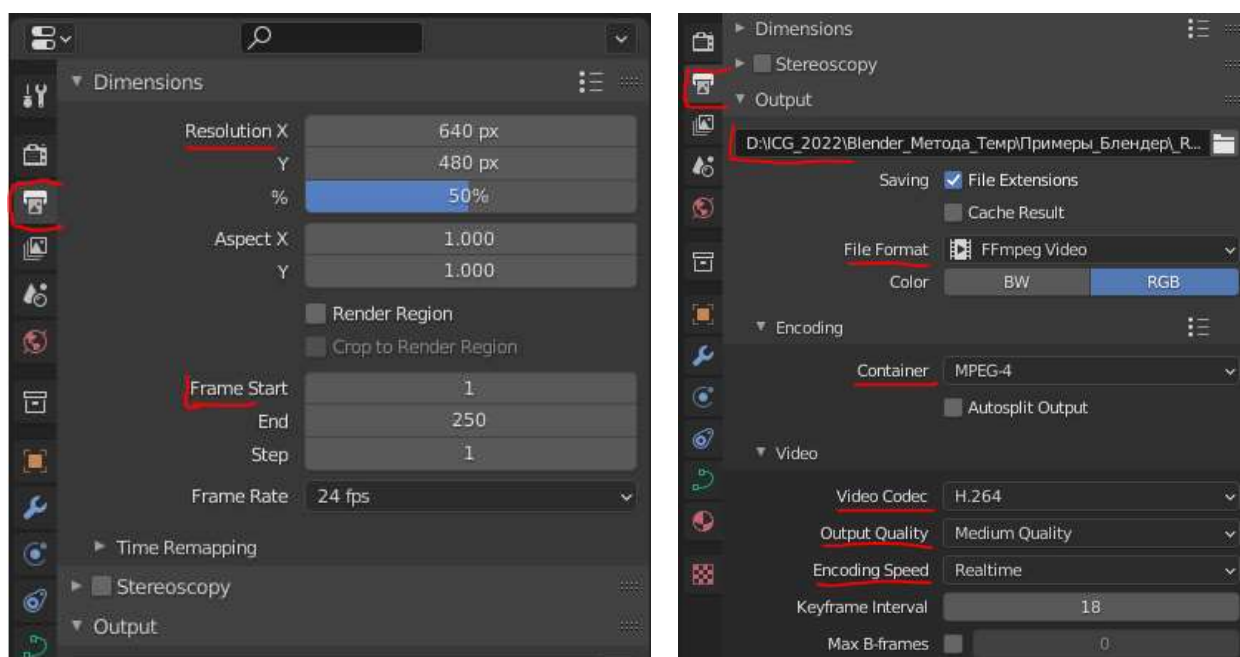 Dimensions
Resolution X 640 px
Y 480 px
% 50%
Aspect X 1.000
Y 1.000
Render Region
Crop to Render Region
Frame Start 1
End 250
Step 1
Frame Rate 24 fps
Time Remapping
Stereoscopy
Output
Dimensions
Stereoscopy
Output
D:\ICG_2022\Blender_Метода_Темр\Примеры_Блендер\_R...
Saving File Extensions
Cache Result
File Format FFmpeg Video
Color BW RGB
Encoding
Container MPEG-4
Autosplit Output
Video
Video Codec H.264
Output Quality Medium Quality
Encoding Speed Realtime
Keyframe Interval 18
Max B-frames 0